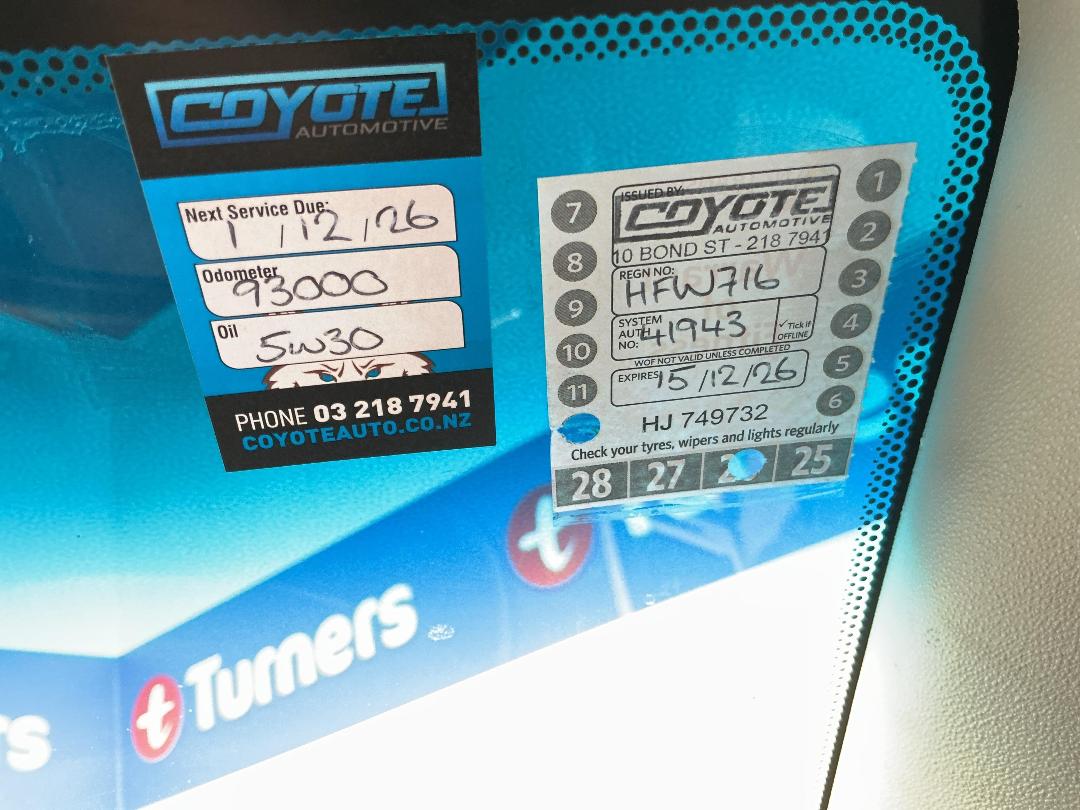 COYOTE
AUTOMOTIVE
Next Service Due:
1/12/26
Odometer
93000
Oil
5W30
PHONE 03 218 7941
COYOTEAUTO.CO.NZ
7
8
9
10
11
ISSUED BY:
COYOTE
AUTOMOTIVE
10 BOND ST - 218 7941
REGN NO:
HFW716
SYSTEM
AUTH
NO:
41943
✓Tick if
OFFLINE
WOF NOT VALID UNLESS COMPLETED
EXPIRES
15/12/26
HJ 749732
Check your tyres, wipers and lights regularly
1
2
3
4
5
6
28 27 25
t
t Turners
rs